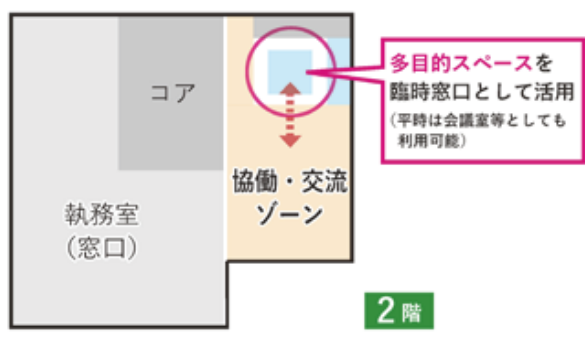 多目的スペースを
臨時窓口として活用
（平時は会議室等としても
利用可能）
コア
協働・交流
ゾーン
執務室
（窓口）
2階